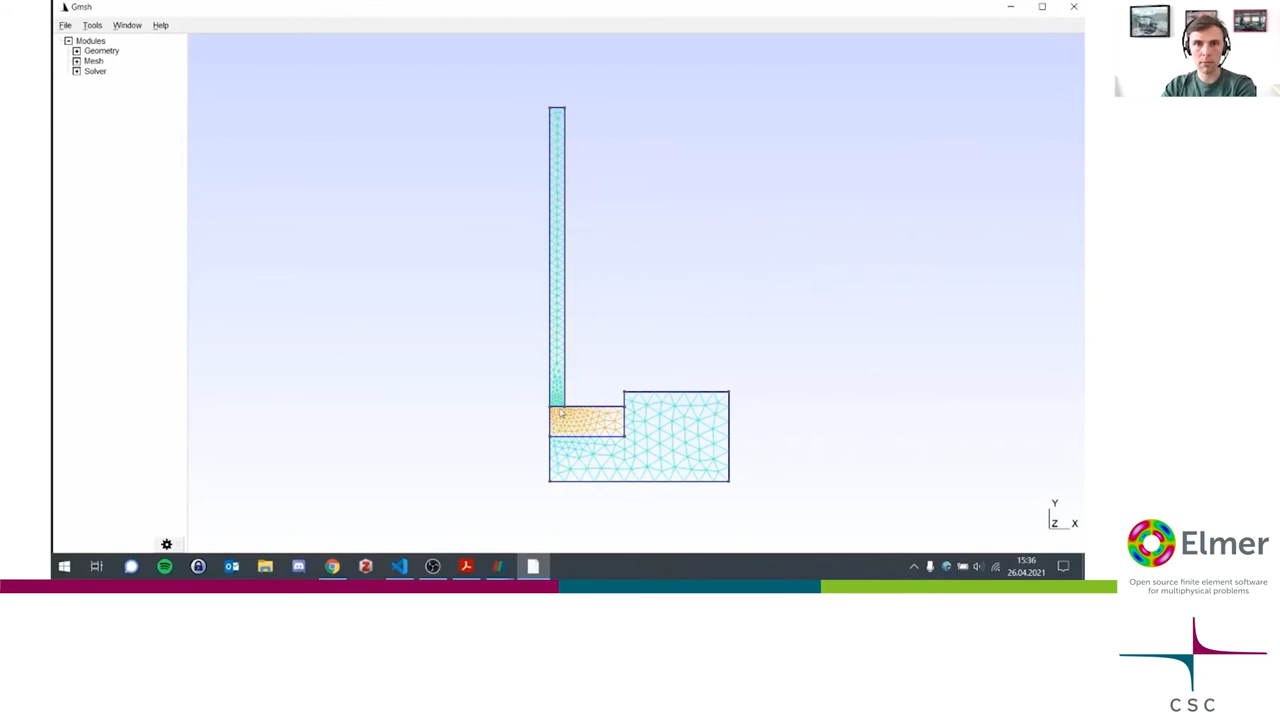 Gmsh
File Tools Window Help
Modules
Geometry
Mesh
Solver
Y
Z X
15:36
26.04.2021
Elmer
Open source finite element software
for multiphysical problems
CSC